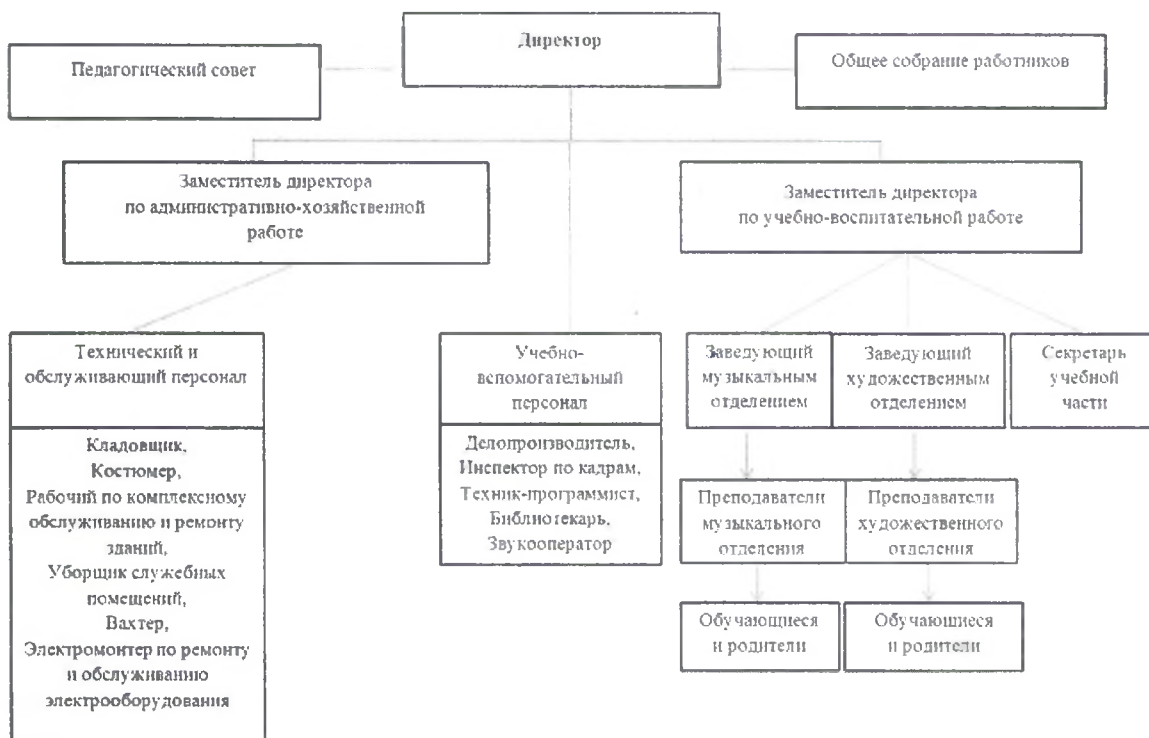 Директор
Педагогический совет
Общее собрание работников
Заместитель директора
по административно-хозяйственной
работе
Заместитель директора
по учебно-воспитательной работе
Технический и
обслуживающий персонал
Кладовщик,
Костюмер,
Рабочий по комплексному
обслуживанию и ремонту
зданий,
Уборщик служебных
помещений,
Вахтер,
Электромонтер по ремонту
и обслуживанию
электрооборудования
Учебно-
вспомогательный
персонал
Делопроизводитель,
Инспектор по кадрам,
Техник-программист,
Библиотекарь,
Звукооператор
Заведующий
музыкальным
отделением
Заведующий
художественным
отделением
Секретарь
учебной
части
Преподаватели
музыкального
отделения
Преподаватели
художественного
отделения
Обучающиеся
и родители
Обучающиеся
и родители